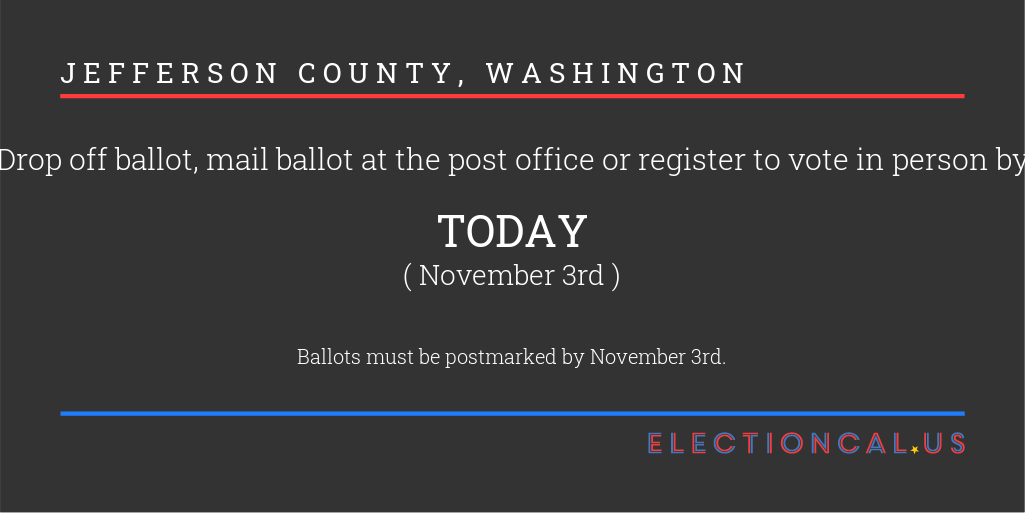 JEFFERSON COUNTY, WASHINGTON
Drop off ballot, mail ballot at the post office or register to vote in person by
TODAY
( November 3rd )
Ballots must be postmarked by November 3rd.
ELECTIONCAL.US